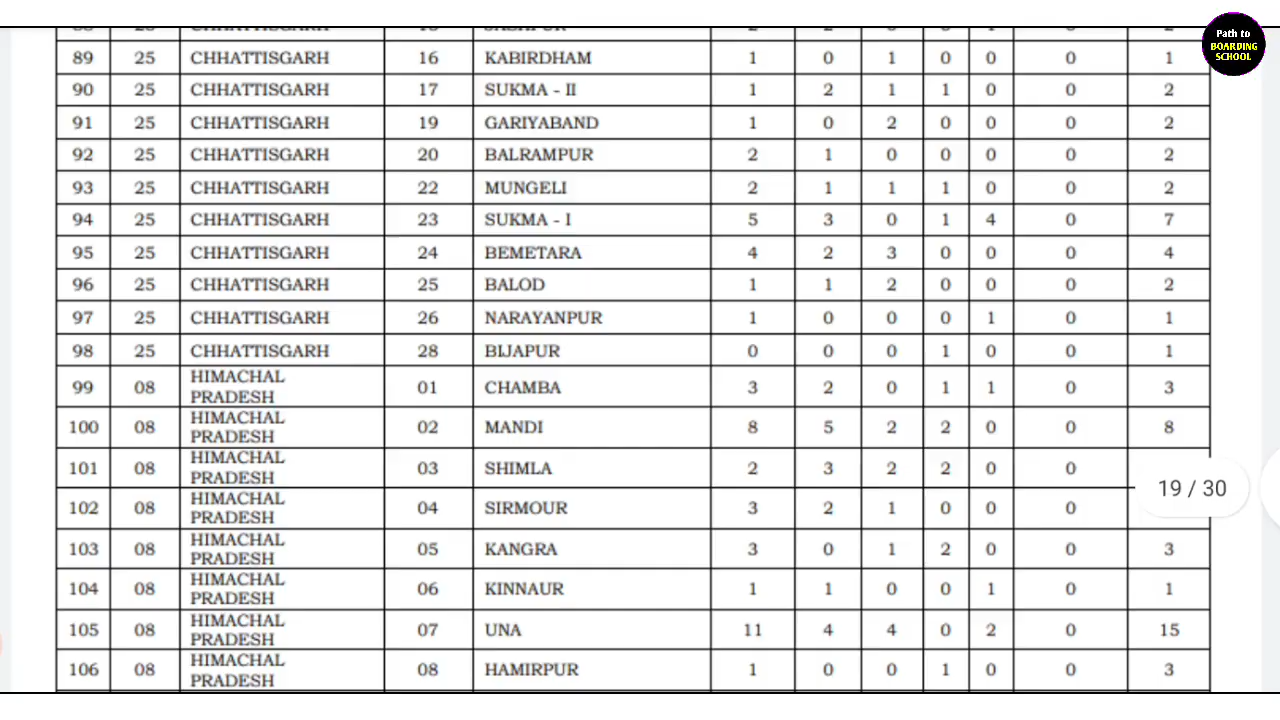 Path to
BOARDING
SCHOOL
89 25 CHHATTISGARH 16 KABIRDHAM 1 0 1 0 0 0 1
90 25 CHHATTISGARH 17 SUKMA - II 1 2 1 1 0 0 2
91 25 CHHATTISGARH 19 GARIYABAND 1 0 2 0 0 0 2
92 25 CHHATTISGARH 20 BALRAMPUR 2 1 0 0 0 0 2
93 25 CHHATTISGARH 22 MUNGELI 2 1 1 1 0 0 2
94 25 CHHATTISGARH 23 SUKMA - I 5 3 0 1 4 0 7
95 25 CHHATTISGARH 24 BEMETARA 4 2 3 0 0 0 4
96 25 CHHATTISGARH 25 BALOD 1 1 2 0 0 0 2
97 25 CHHATTISGARH 26 NARAYANPUR 1 0 0 0 1 0 1
98 25 CHHATTISGARH 28 BIJAPUR 0 0 0 1 0 0 1
99 08 HIMACHAL PRADESH 01 CHAMBA 3 2 0 1 1 0 3
100 08 HIMACHAL PRADESH 02 MANDI 8 5 2 2 0 0 8
101 08 HIMACHAL PRADESH 03 SHIMLA 2 3 2 2 0 0
19 / 30
102 08 HIMACHAL PRADESH 04 SIRMOUR 3 2 1 0 0 0
103 08 HIMACHAL PRADESH 05 KANGRA 3 0 1 2 0 0 3
104 08 HIMACHAL PRADESH 06 KINNAUR 1 1 0 0 1 0 1
105 08 HIMACHAL PRADESH 07 UNA 11 4 4 0 2 0 15
106 08 HIMACHAL PRADESH 08 HAMIRPUR 1 0 0 1 0 0 3